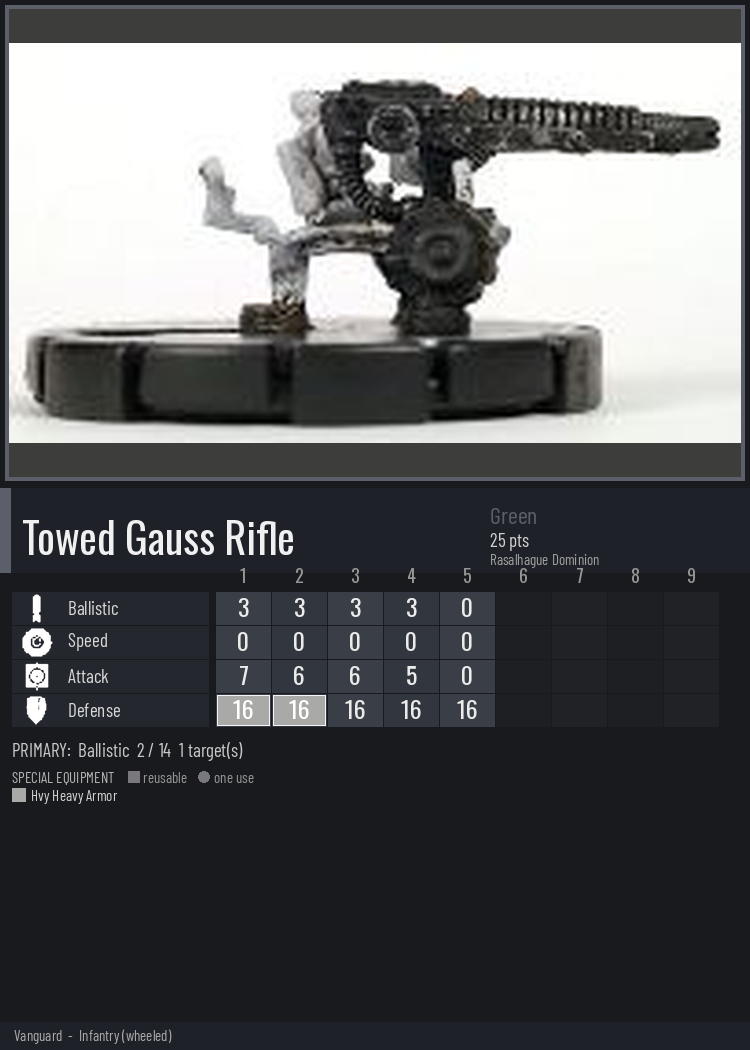 Towed Gauss Rifle
Green
25 pts
Rasalhague Dominion
1 2 3 4 5 6 7 8 9
Ballistic 3 3 3 3 0
Speed 0 0 0 0 0
Attack 7 6 6 5 0
Defense 16 16 16 16 16
PRIMARY: Ballistic 2 / 14 1 target(s)
SPECIAL EQUIPMENT reusable one use
Hvy Heavy Armor
Vanguard - Infantry (wheeled)